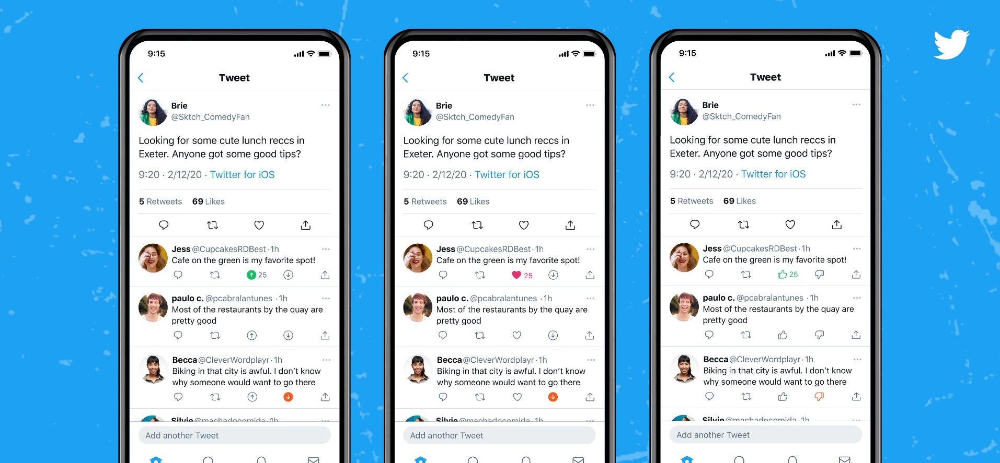 9:15
Tweet
Brie
@Sktch_ComedyFan
Looking for some cute lunch reccs in
Exeter. Anyone got some good tips?
9:20 · 2/12/20 · Twitter for iOS
5 Retweets 69 Likes
Jess @CupcakesRDBest · 1h
Cafe on the green is my favorite spot!
25
paulo c. @pcabralantunes · 1h
Most of the restaurants by the quay are
pretty good
Becca @CleverWordplayr · 1h
Biking in that city is awful. I don’t know
why someone would want to go there
Silvie @machadocomida · 1h
Add another Tweet
9:15
Tweet
Brie
@Sktch_ComedyFan
Looking for some cute lunch reccs in
Exeter. Anyone got some good tips?
9:20 · 2/12/20 · Twitter for iOS
5 Retweets 69 Likes
Jess @CupcakesRDBest · 1h
Cafe on the green is my favorite spot!
25
paulo c. @pcabralantunes · 1h
Most of the restaurants by the quay are
pretty good
Becca @CleverWordplayr · 1h
Biking in that city is awful. I don’t know
why someone would want to go there
Silvie @machadocomida · 1h
Add another Tweet
9:15
Tweet
Brie
@Sktch_ComedyFan
Looking for some cute lunch reccs in
Exeter. Anyone got some good tips?
9:20 · 2/12/20 · Twitter for iOS
5 Retweets 69 Likes
Jess @CupcakesRDBest · 1h
Cafe on the green is my favorite spot!
25
paulo c. @pcabralantunes · 1h
Most of the restaurants by the quay are
pretty good
Becca @CleverWordplayr · 1h
Biking in that city is awful. I don’t know
why someone would want to go there
Silvie @machadocomida · 1h
Add another Tweet